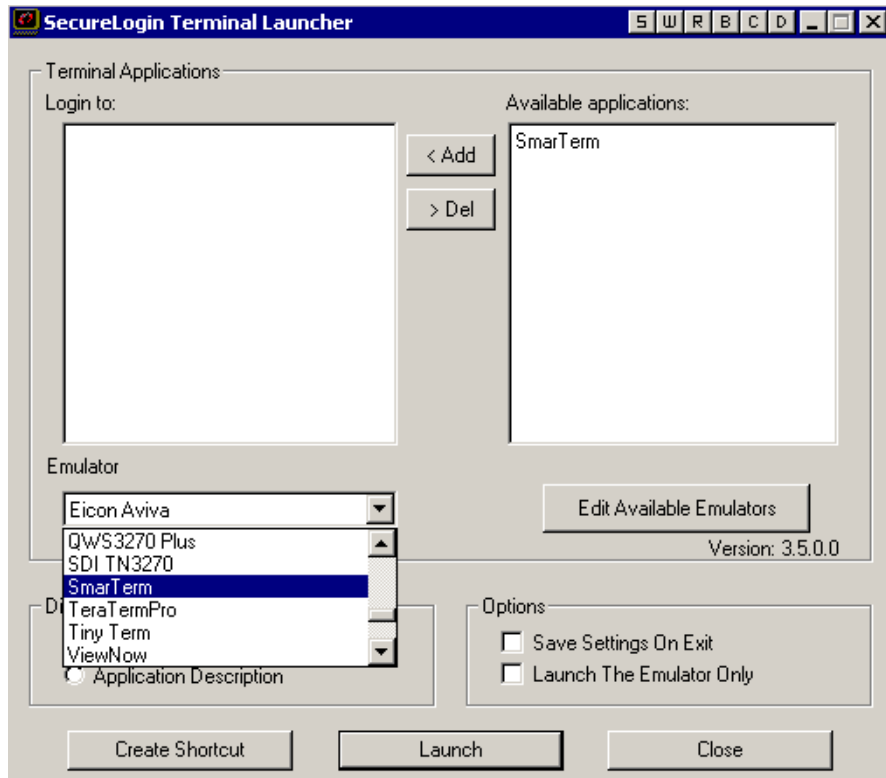 SecureLogin Terminal Launcher
S W R B C D
Terminal Applications
Login to:
Available applications:
SmarTerm
< Add
> Del
Emulator
Eicon Aviva
Edit Available Emulators
QWS3270 Plus
SDI TN3270
SmarTerm
TeraTermPro
Tiny Term
ViewNow
Version: 3.5.0.0
Di
Application Description
Options
Save Settings On Exit
Launch The Emulator Only
Create Shortcut
Launch
Close